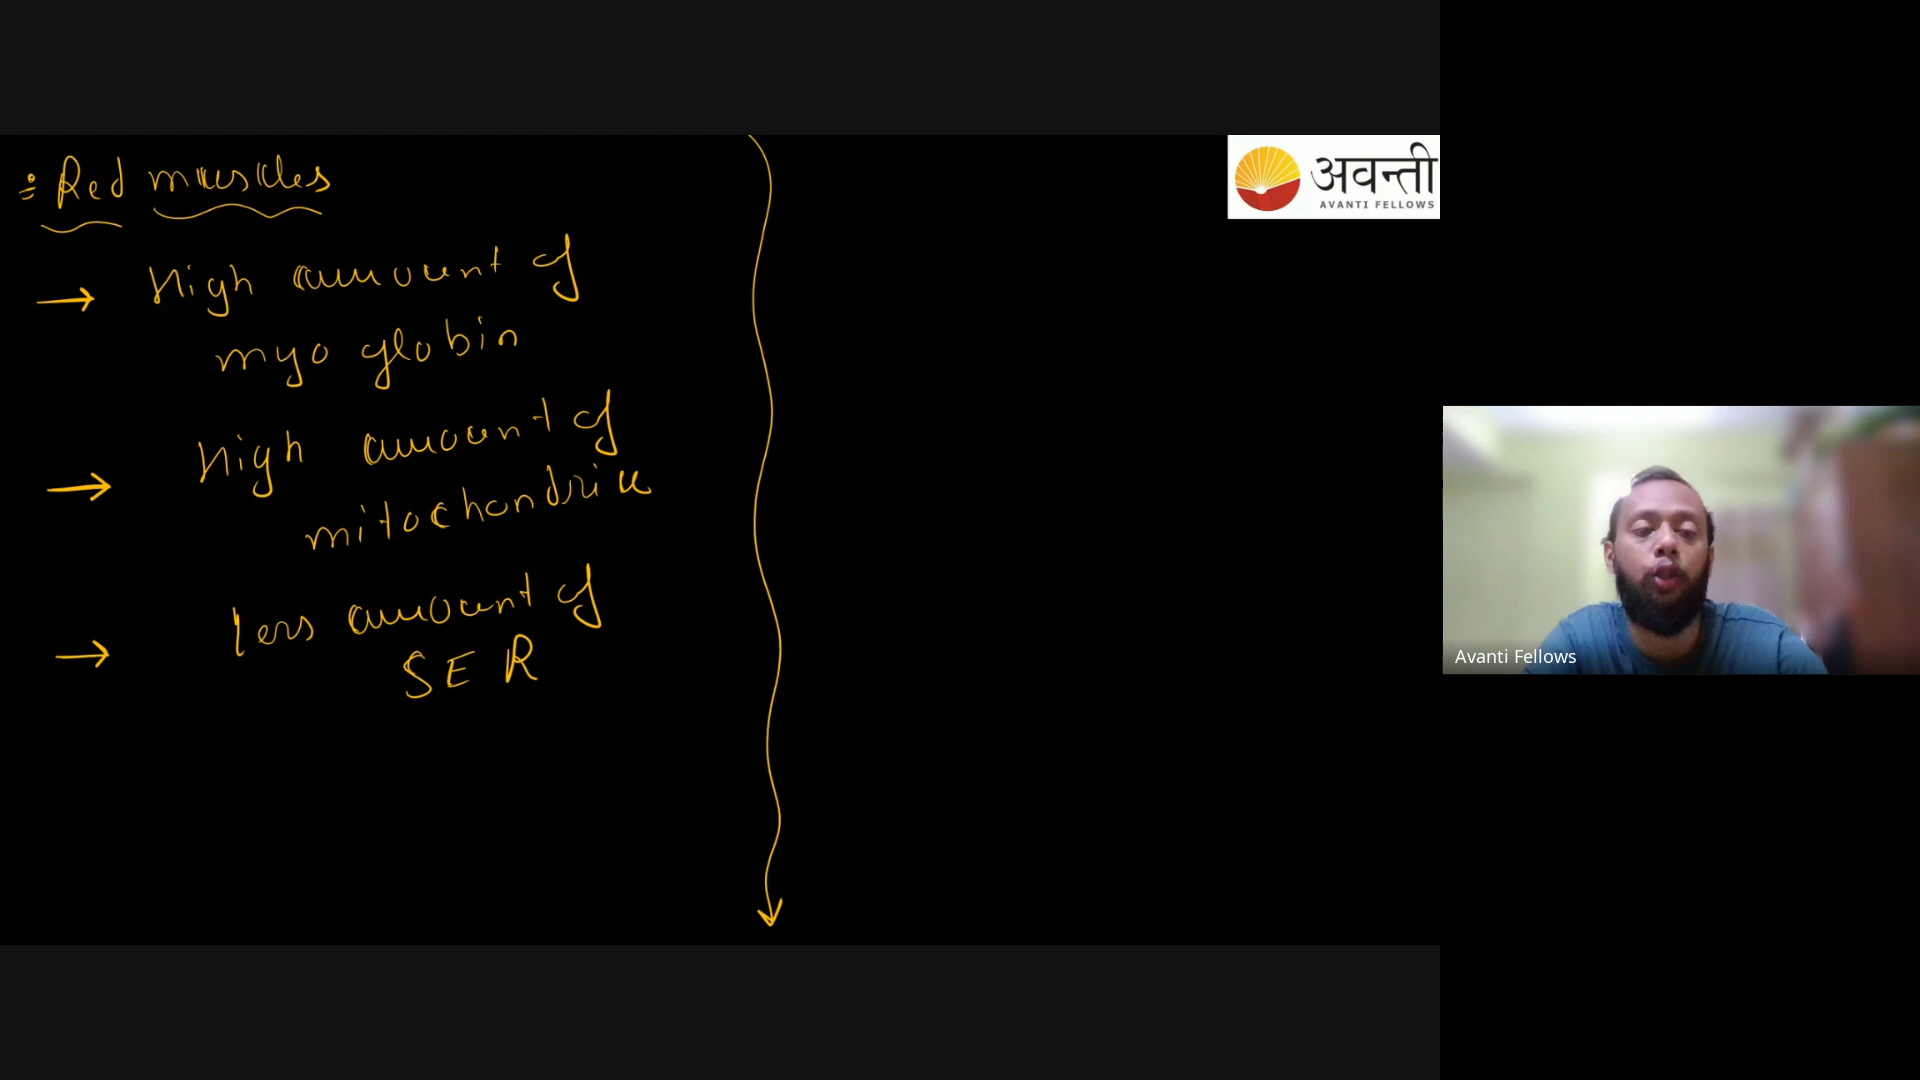 Red muscles
→ High amount of
myo globin
→ High amount of
mitochondria
→ less amount of
SER
अवन्ती
AVANTI FELLOWS
Avanti Fellows